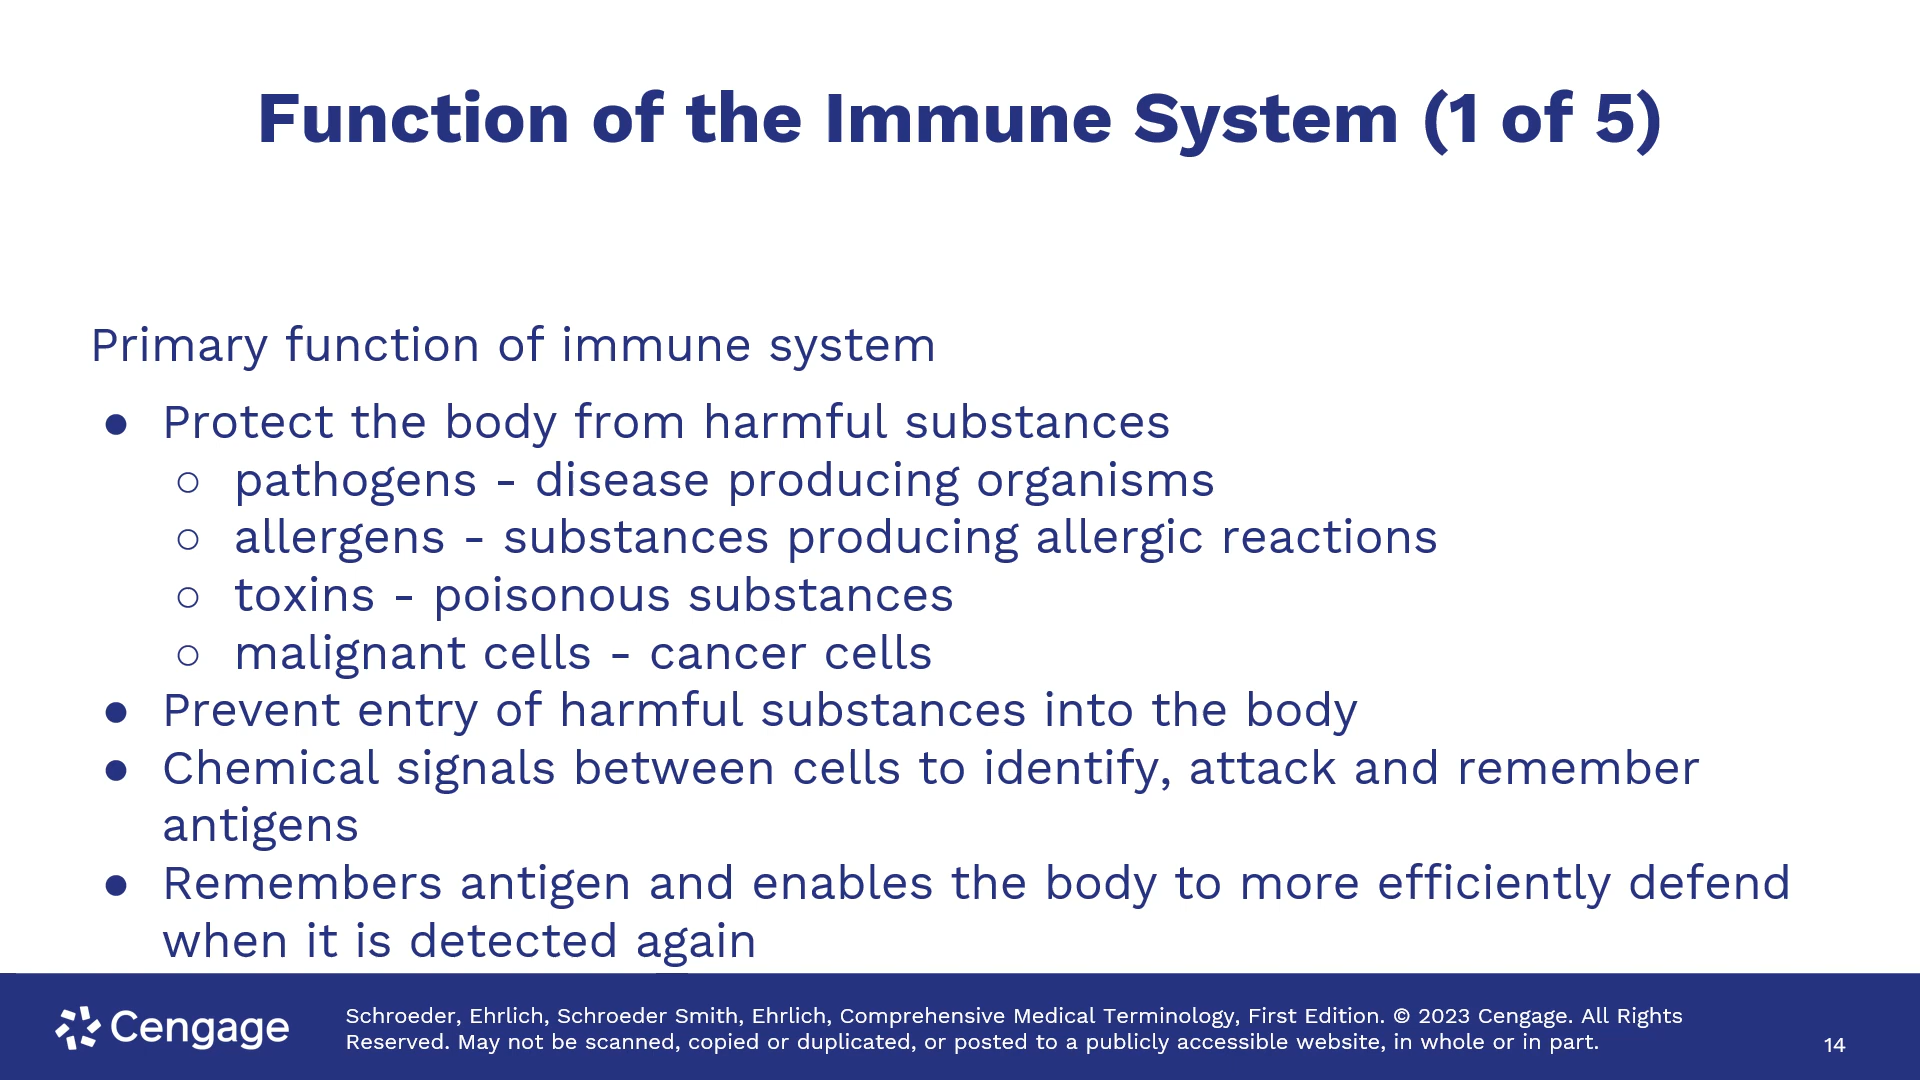 Function of the Immune System (1 of 5)
Primary function of immune system
● Protect the body from harmful substances
○ pathogens - disease producing organisms
○ allergens - substances producing allergic reactions
○ toxins - poisonous substances
○ malignant cells - cancer cells
● Prevent entry of harmful substances into the body
● Chemical signals between cells to identify, attack and remember
antigens
● Remembers antigen and enables the body to more efficiently defend
when it is detected again
Cengage
Schroeder, Ehrlich, Schroeder Smith, Ehrlich, Comprehensive Medical Terminology, First Edition. © 2023 Cengage. All Rights
Reserved. May not be scanned, copied or duplicated, or posted to a publicly accessible website, in whole or in part.
14